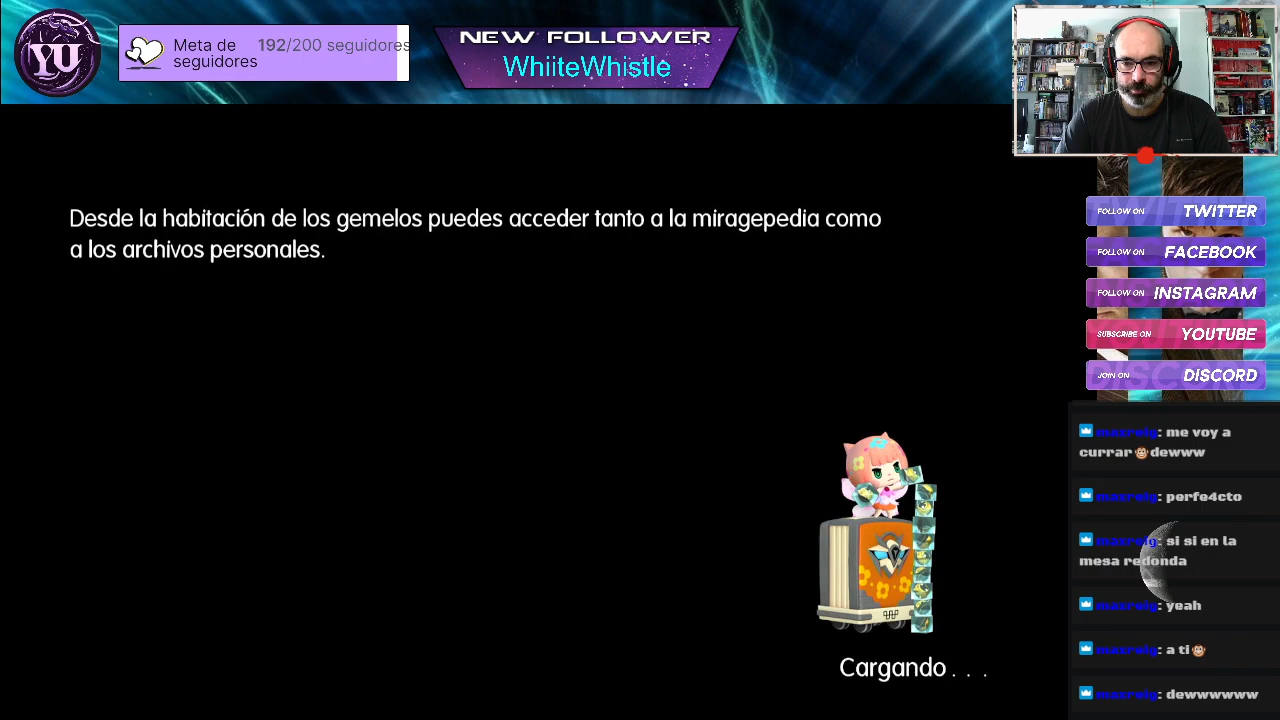 YU
Meta de seguidores
192/200 seguidores
NEW FOLLOWER
WhiiteWhistle
Desde la habitación de los gemelos puedes acceder tanto a la miragepedia como
a los archivos personales.
FOLLOW ON TWITTER
FOLLOW ON FACEBOOK
FOLLOW ON INSTAGRAM
SUBSCRIBE ON YOUTUBE
JOIN ON DISCORD
: me voy a
currar🐵dewww
: perfe4cto
: si si en la
mesa redonda
: yeah
: a ti🐵
: dewwwwww
Cargando . . .